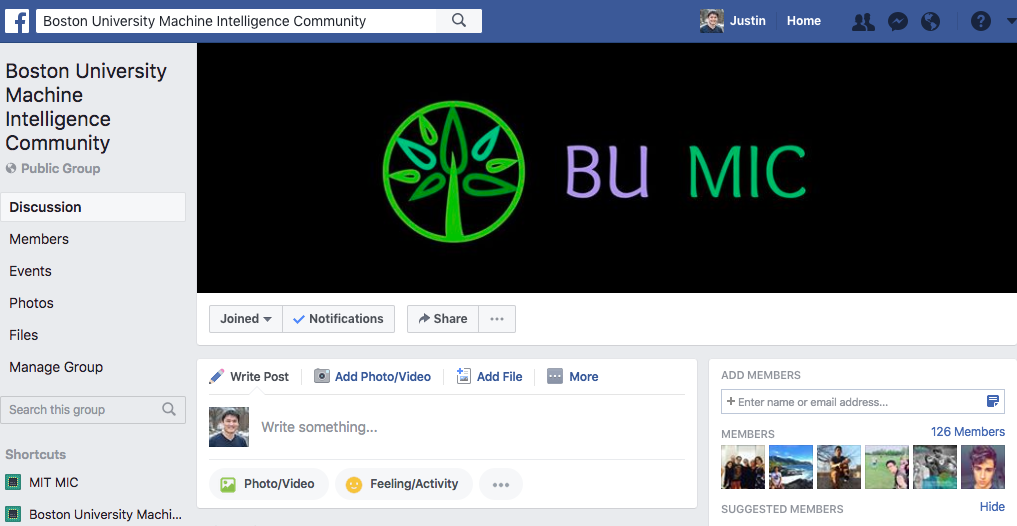 Boston University Machine Intelligence Community
Justin
Home
Boston University
Machine
Intelligence
Community
Public Group
Discussion
Members
Events
Photos
Files
Manage Group
Search this group
Shortcuts
MIT MIC
Boston University Machi...
BU MIC
Joined
Notifications
Share
Write Post
Add Photo/Video
Add File
More
Write something...
Photo/Video
Feeling/Activity
ADD MEMBERS
+ Enter name or email address...
MEMBERS
126 Members
SUGGESTED MEMBERS
Hide